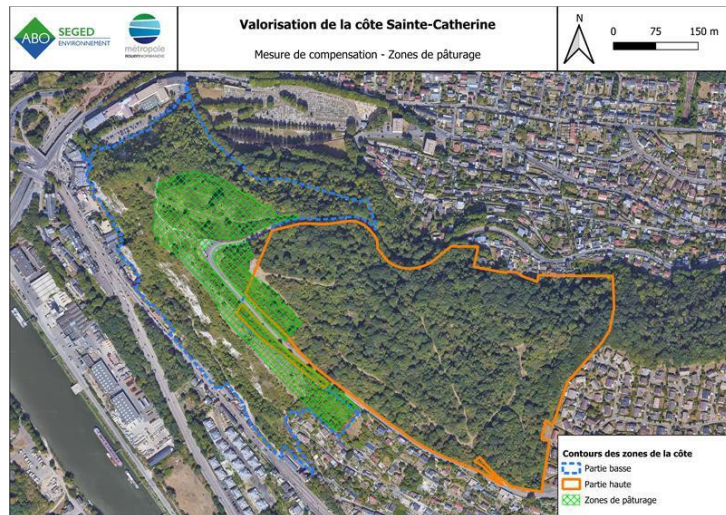 ABO
SEGED
ENVIRONNEMENT
métropole
ROUENNORMANDIE
Valorisation de la côte Sainte-Catherine
Mesure de compensation - Zones de pâturage
N
0 75 150 m
Contours des zones de la côte
Partie basse
Partie haute
Zones de pâturage